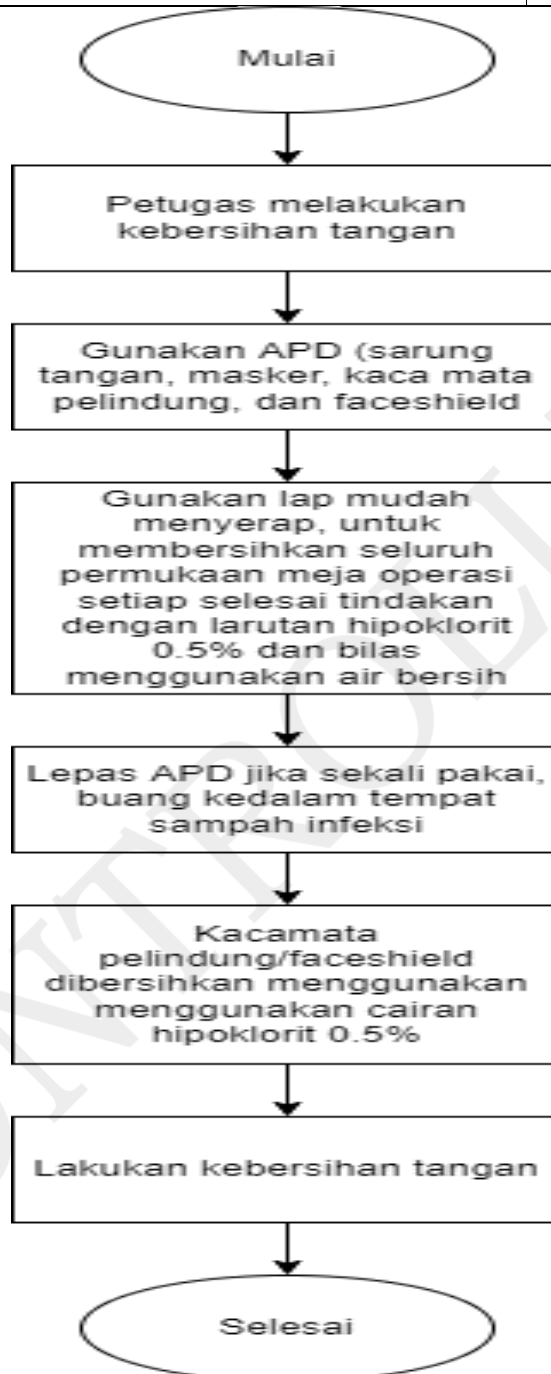 Mulai
Petugas melakukan
kebersihan tangan
Gunakan APD (sarung
tangan, masker, kaca mata
pelindung, dan faceshield
Gunakan lap mudah
menyerap, untuk
membersihkan seluruh
permukaan meja operasi
setiap selesai tindakan
dengan larutan hipoklorit
0.5% dan bilas
menggunakan air bersih
Lepas APD jika sekali pakai,
buang kedalam tempat
sampah infeksi
Kacamata
pelindung/faceshield
dibersihkan menggunakan
menggunakan cairan
hipoklorit 0.5%
Lakukan kebersihan tangan
Selesai